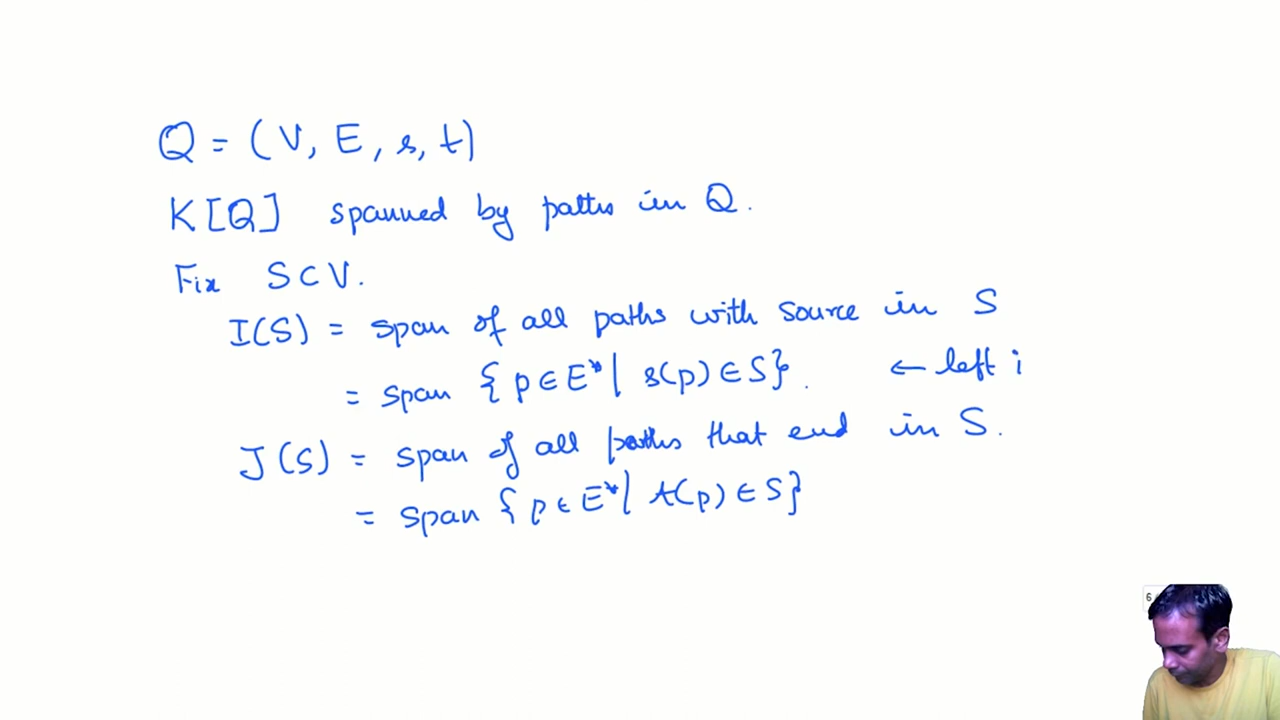 Q = (V, E, s, t)
K[Q] spanned by paths in Q.
Fix S ⊂ V.
I(S) = span of all paths with source in S
= span { p ∈ E* | s(p) ∈ S }. ← left i
J(S) = span of all paths that end in S.
= span { p ∈ E* | t(p) ∈ S }
6